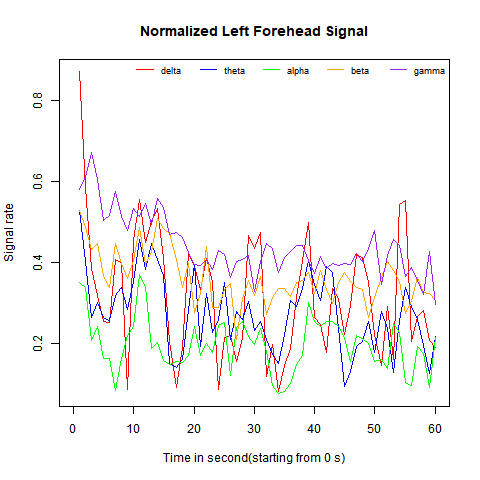 Normalized Left Forehead Signal
delta theta alpha beta gamma
Signal rate
0.8
0.6
0.4
0.2
0 10 20 30 40 50 60
Time in second(starting from 0 s)